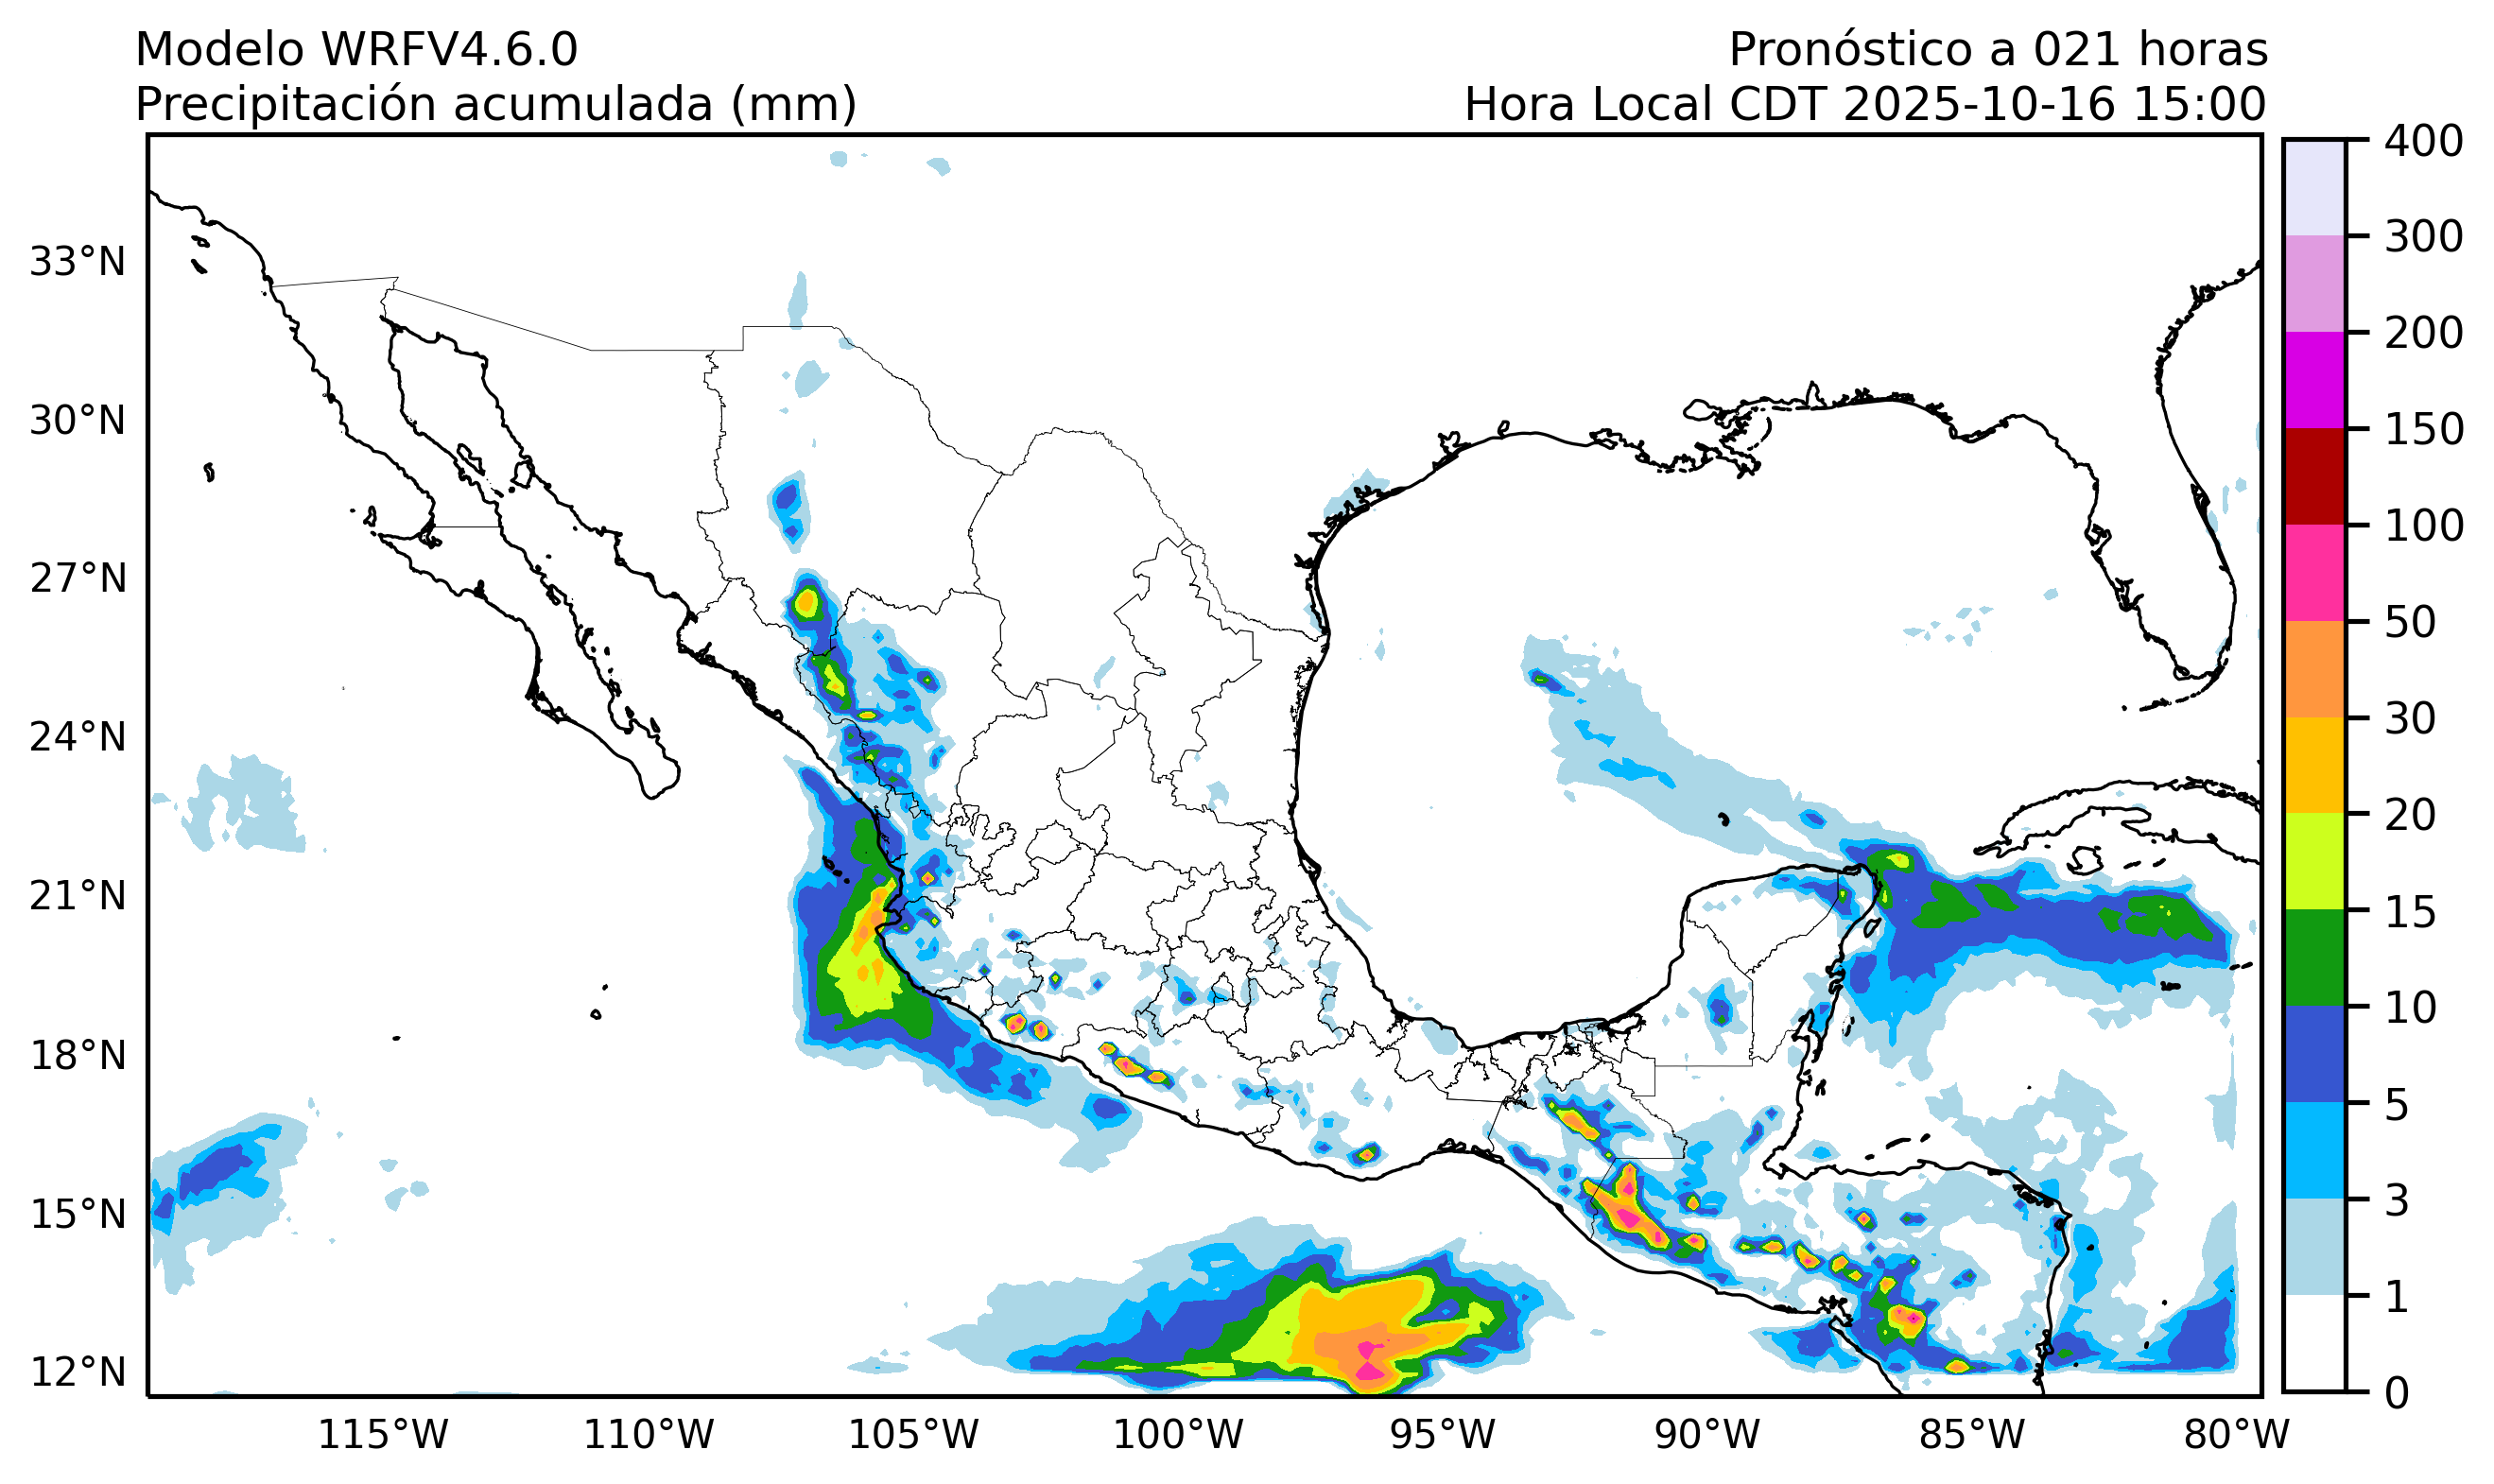 Modelo WRFV4.6.0
Pronóstico a 021 horas
Precipitación acumulada (mm)
Hora Local CDT 2025-10-16 15:00
400
300
200
150
100
50
30
20
15
10
5
3
1
0
33°N
30°N
27°N
24°N
21°N
18°N
15°N
12°N
115°W
110°W
105°W
100°W
95°W
90°W
85°W
80°W